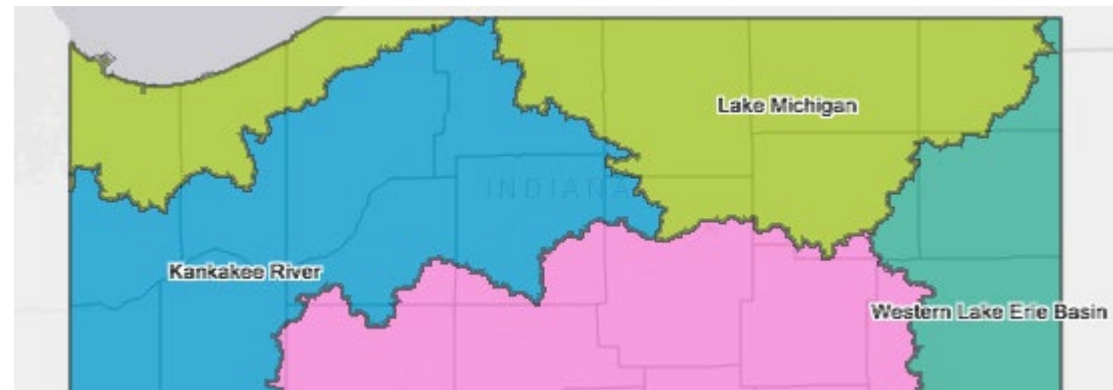 Lake Michigan
INDIANA
Kankakee River
Western Lake Erie Basin